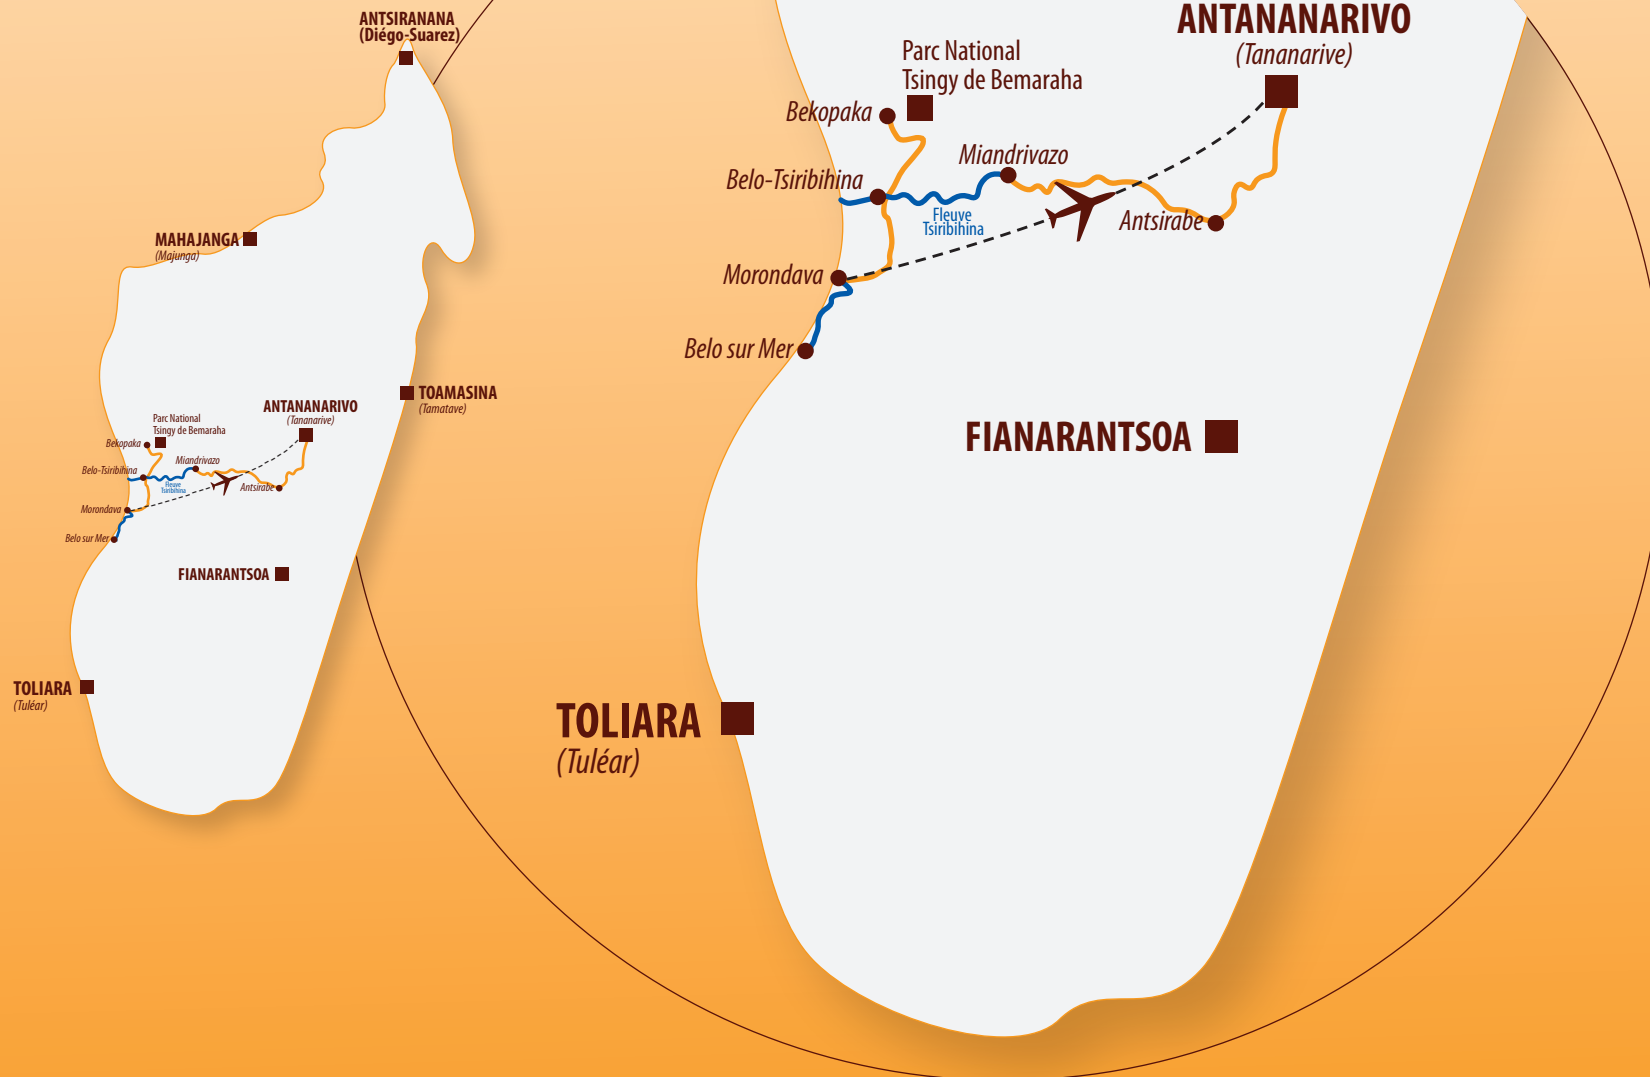 ANTSIRANANA
(Diégo-Suarez)
MAHAJANGA
(Majunga)
TOAMASINA
(Tamatave)
ANTANANARIVO
(Tananarive)
Parc National
Tsingy de Bemaraha
Bekopaka
Miandrivazo
Belo-Tsiribihina
Fleuve
Tsiribihina
Antsirabe
Morondava
Belo sur Mer
FIANARANTSOA
TOLIARA
(Tuléar)
ANTANANARIVO
(Tananarive)
Parc National
Tsingy de Bemaraha
Bekopaka
Miandrivazo
Belo-Tsiribihina
Fleuve
Tsiribihina
Antsirabe
Morondava
Belo sur Mer
FIANARANTSOA
TOLIARA
(Tuléar)